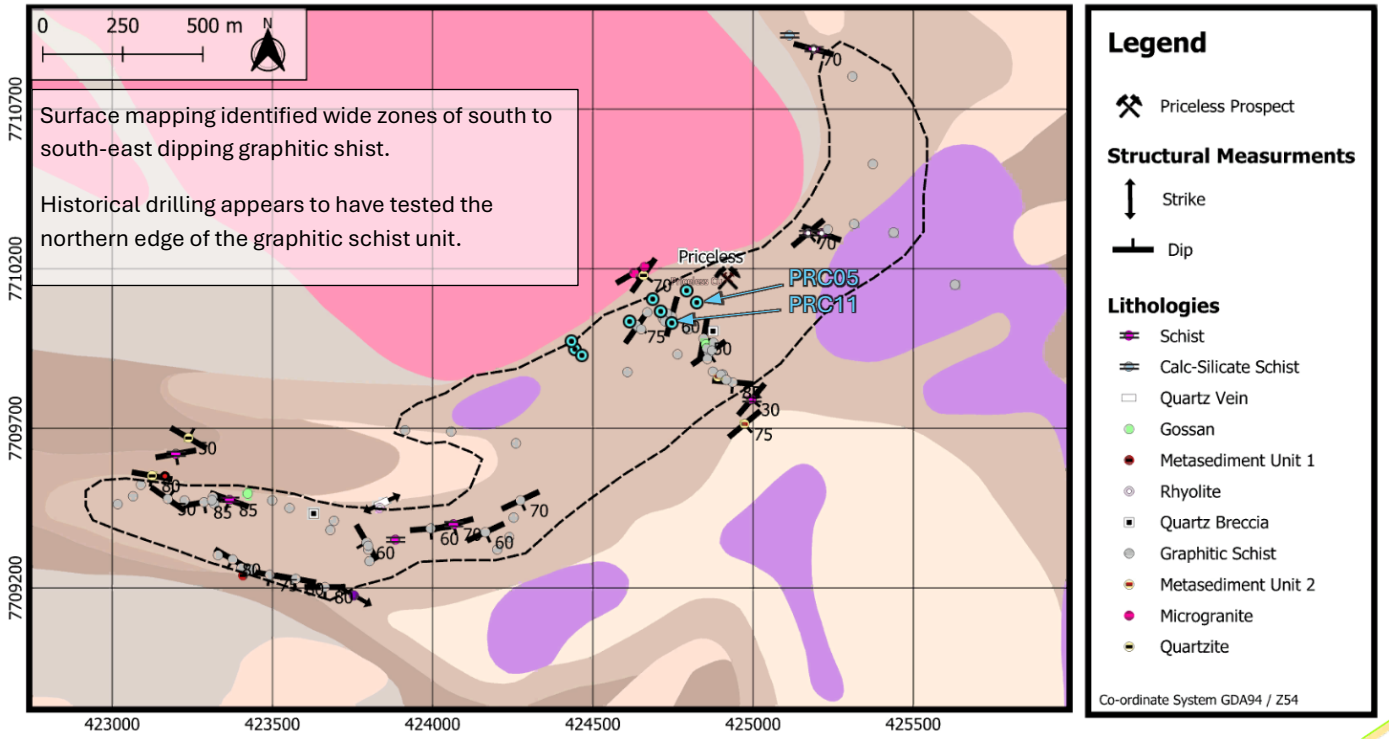 0 250 500 m
N
Surface mapping identified wide zones of south to
south-east dipping graphitic shist.
Historical drilling appears to have tested the
northern edge of the graphitic schist unit.
7710700
7710200
7709700
7709200
70
70
Priceless
PRC05
PRC11
70
75
60
50
85
30
75
50
80
50
85
85
60
60
70
60
70
80
75
80
80
423000 423500 424000 424500 425000 425500
Legend
Priceless Prospect
Structural Measurments
Strike
Dip
Lithologies
Schist
Calc-Silicate Schist
Quartz Vein
Gossan
Metasediment Unit 1
Rhyolite
Quartz Breccia
Graphitic Schist
Metasediment Unit 2
Microgranite
Quartzite
Co-ordinate System GDA94 / Z54